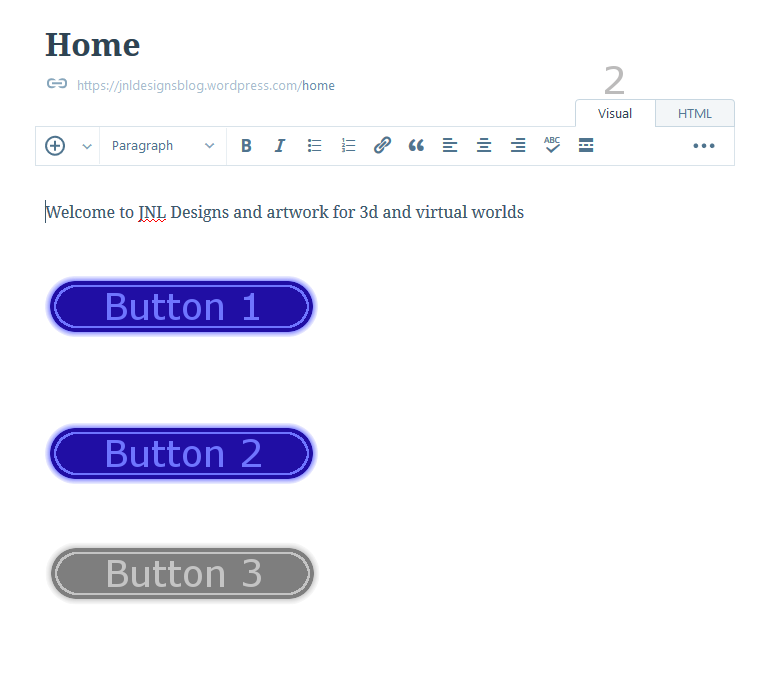 Home
https://jnldesignsblog.wordpress.com/home
2
Visual HTML
Paragraph B I ABC
Welcome to JNL Designs and artwork for 3d and virtual worlds
Button 1
Button 2
Button 3